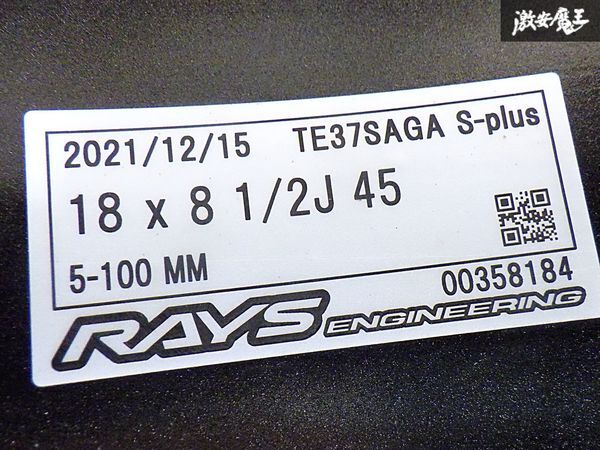 激安魔王
2021/12/15 TE37SAGA S-plus
18 x 8 1/2J 45
5-100 MM 00358184
RAYS ENGINEERING